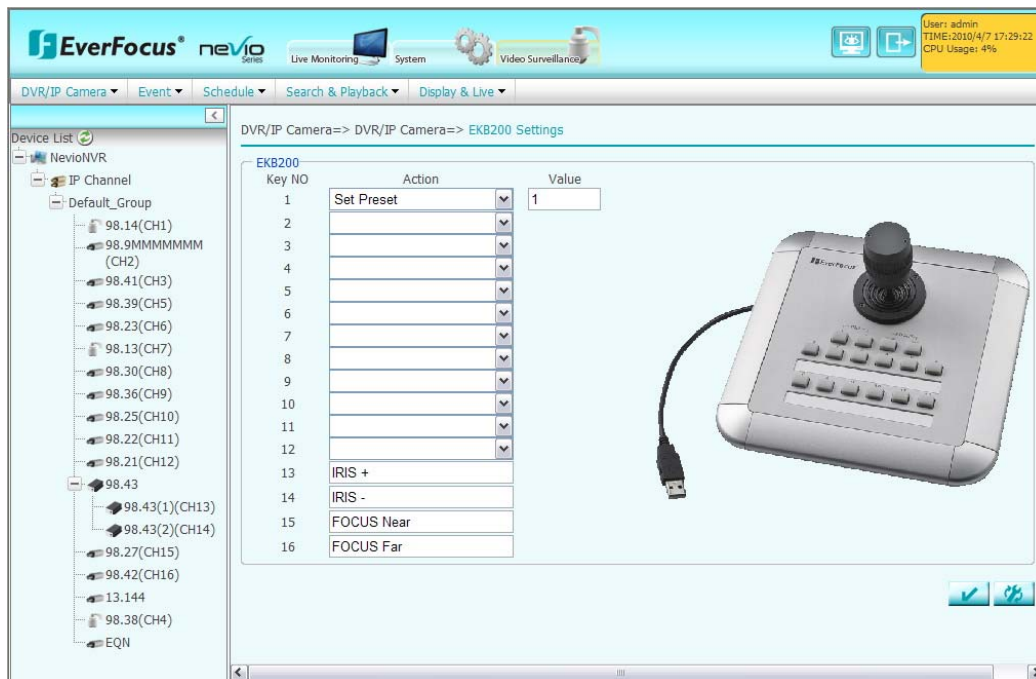 EverFocus® nevio Series
Live Monitoring System Video Surveillance
User: admin
TIME:2010/4/7 17:29:22
CPU Usage: 4%
DVR/IP Camera Event Schedule Search & Playback Display & Live
Device List
NevioNVR
IP Channel
Default_Group
98.14(CH1)
98.9MMMMMMM
(CH2)
98.41(CH3)
98.39(CH5)
98.23(CH6)
98.13(CH7)
98.30(CH8)
98.36(CH9)
98.25(CH10)
98.22(CH11)
98.21(CH12)
98.43
98.43(1)(CH13)
98.43(2)(CH14)
98.27(CH15)
98.42(CH16)
13.144
98.38(CH4)
EQN
DVR/IP Camera=> DVR/IP Camera=> EKB200 Settings
EKB200
Key NO Action Value
1 Set Preset 1
2
3
4
5
6
7
8
9
10
11
12
13 IRIS +
14 IRIS -
15 FOCUS Near
16 FOCUS Far
EverFocus